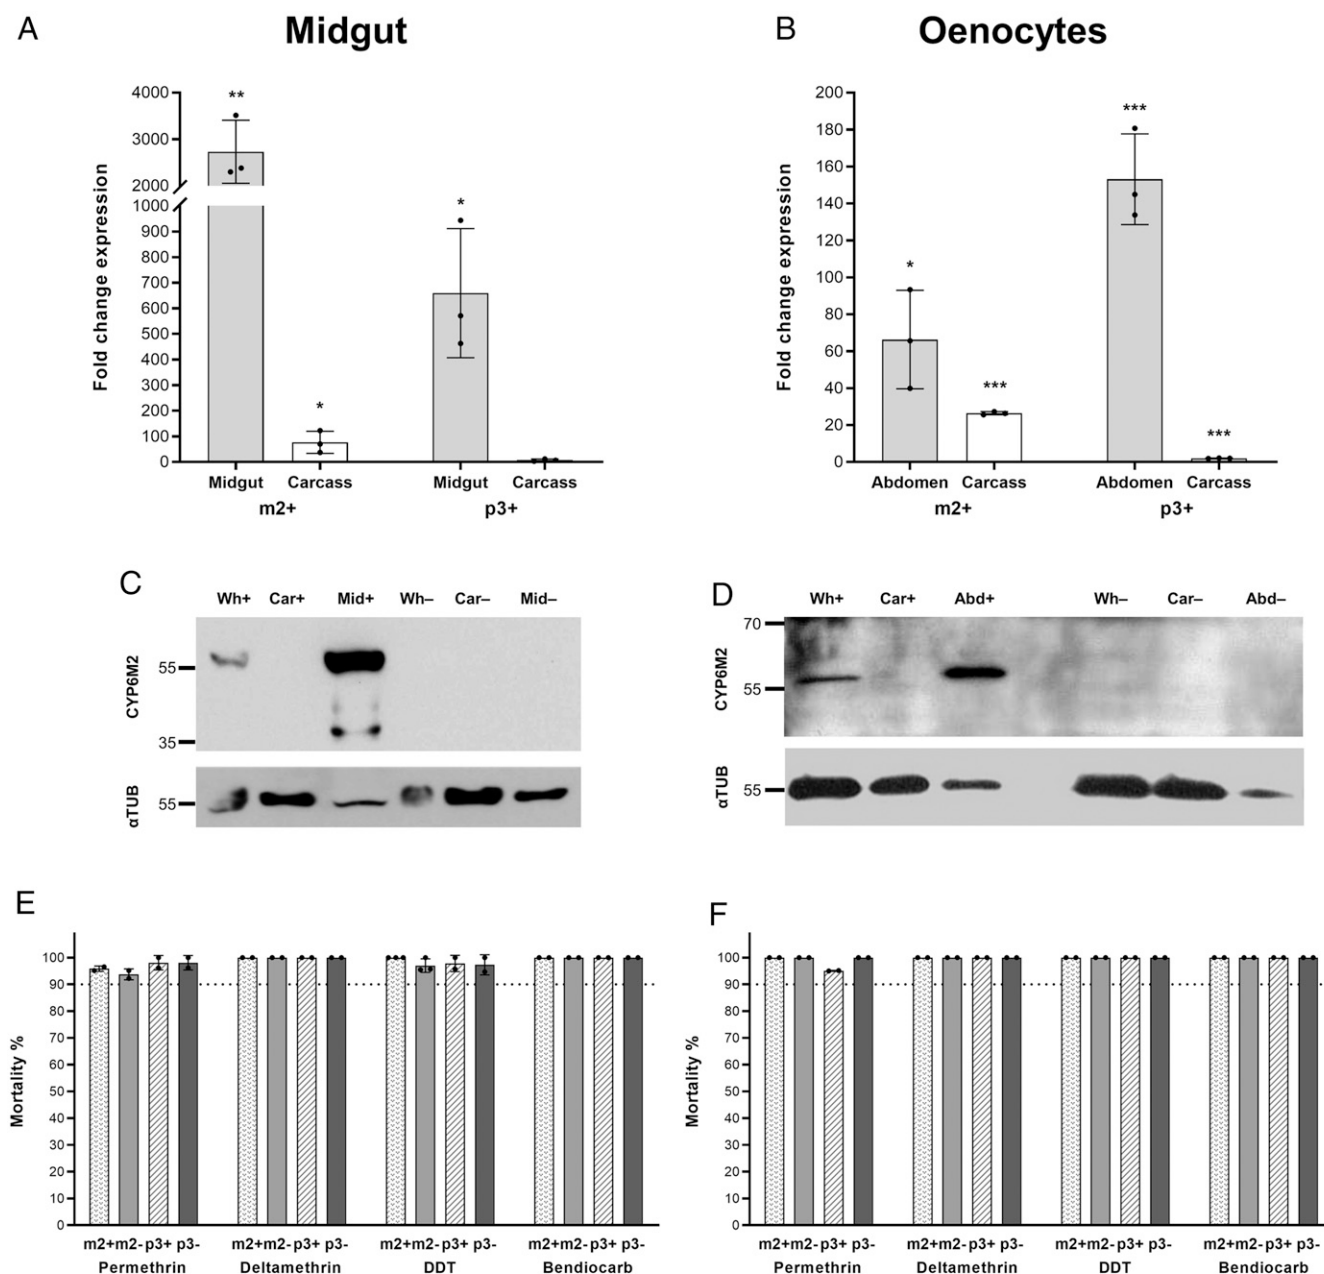 A Midgut
B Oenocytes
Fold change expression
4000
3000
2000
1000
900
800
700
600
500
400
300
200
100
0
** * *
Midgut Carcass Midgut Carcass
m2+ p3+
Fold change expression
200
180
160
140
120
100
80
60
40
20
0
* *** *** ***
Abdomen Carcass Abdomen Carcass
m2+ p3+
C
Wh+ Car+ Mid+ Wh– Car– Mid–
CYP6M2
55
35
αTUB
55
D
Wh+ Car+ Abd+ Wh– Car– Abd–
CYP6M2
70
55
αTUB
55
E
Mortality %
100
90
80
70
60
50
40
30
20
10
0
m2+m2-p3+ p3- m2+m2-p3+ p3- m2+m2-p3+ p3- m2+m2-p3+ p3-
Permethrin Deltamethrin DDT Bendiocarb
F
Mortality %
100
90
80
70
60
50
40
30
20
10
0
m2+m2-p3+ p3- m2+m2-p3+ p3- m2+m2-p3+ p3- m2+m2-p3+ p3-
Permethrin Deltamethrin DDT Bendiocarb